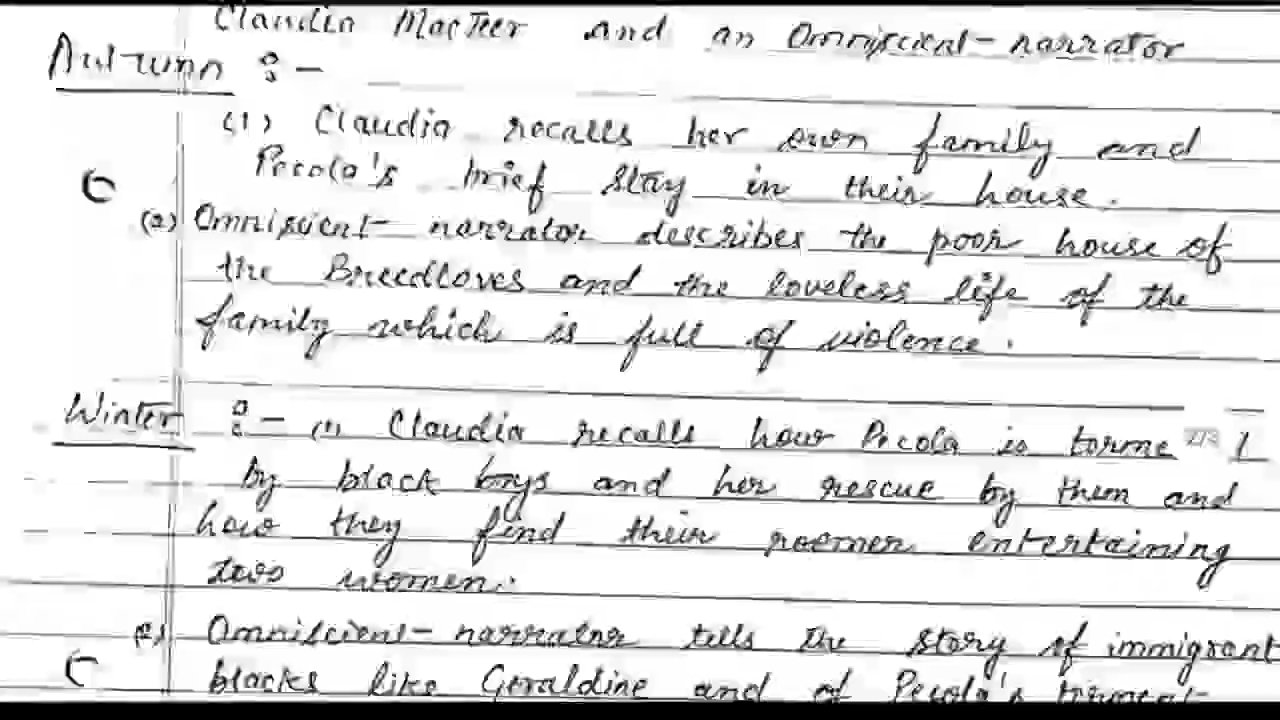 Claudia MacTeer and an Omniscient-narrator
Autumn :-
(1) Claudia recalls her own family and
Pecola's brief stay in their house.
(2) Omniscient- narrator describes the poor house of
the Breedloves and the loveless life of the
family which is full of violence.
Winter :- (1) Claudia recalls how Pecola is
by black boys and her rescue by them and
how they find their roomer entertaining
two women.
(2) Omniscient- narrator tells the story of immigrant
blacks like Geraldine and of Pecola's torment